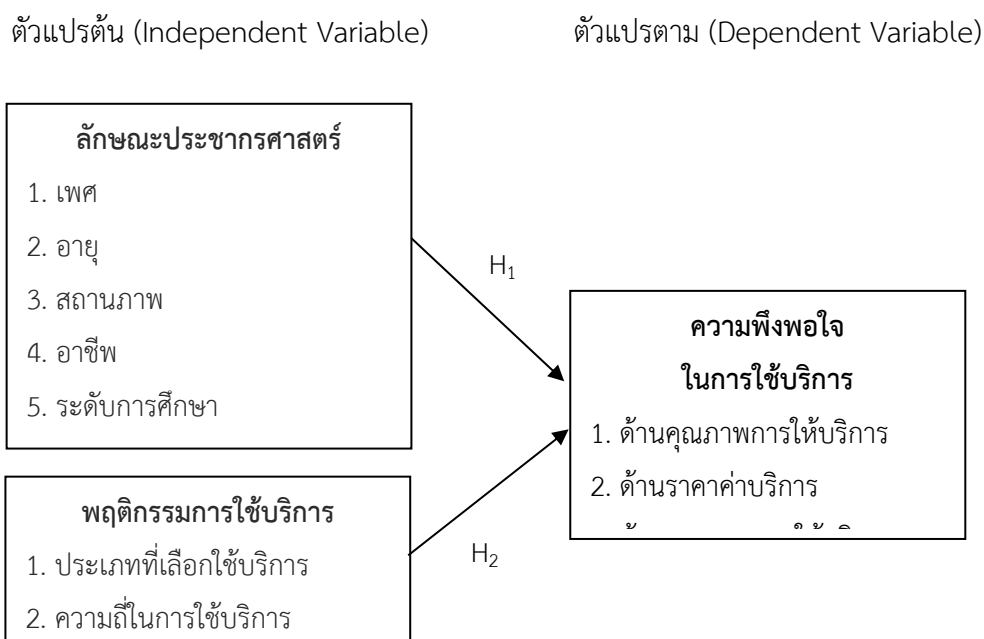 ตัวแปรต้น (Independent Variable) ตัวแปรตาม (Dependent Variable)
ลักษณะประชากรศาสตร์
1. เพศ
2. อายุ
3. สถานภาพ
4. อาชีพ
5. ระดับการศึกษา
H1
ความพึงพอใจ
ในการใช้บริการ
1. ด้านคุณภาพการให้บริการ
2. ด้านราคาค่าบริการ
พฤติกรรมการใช้บริการ
1. ประเภทที่เลือกใช้บริการ
2. ความถี่ในการใช้บริการ
H2